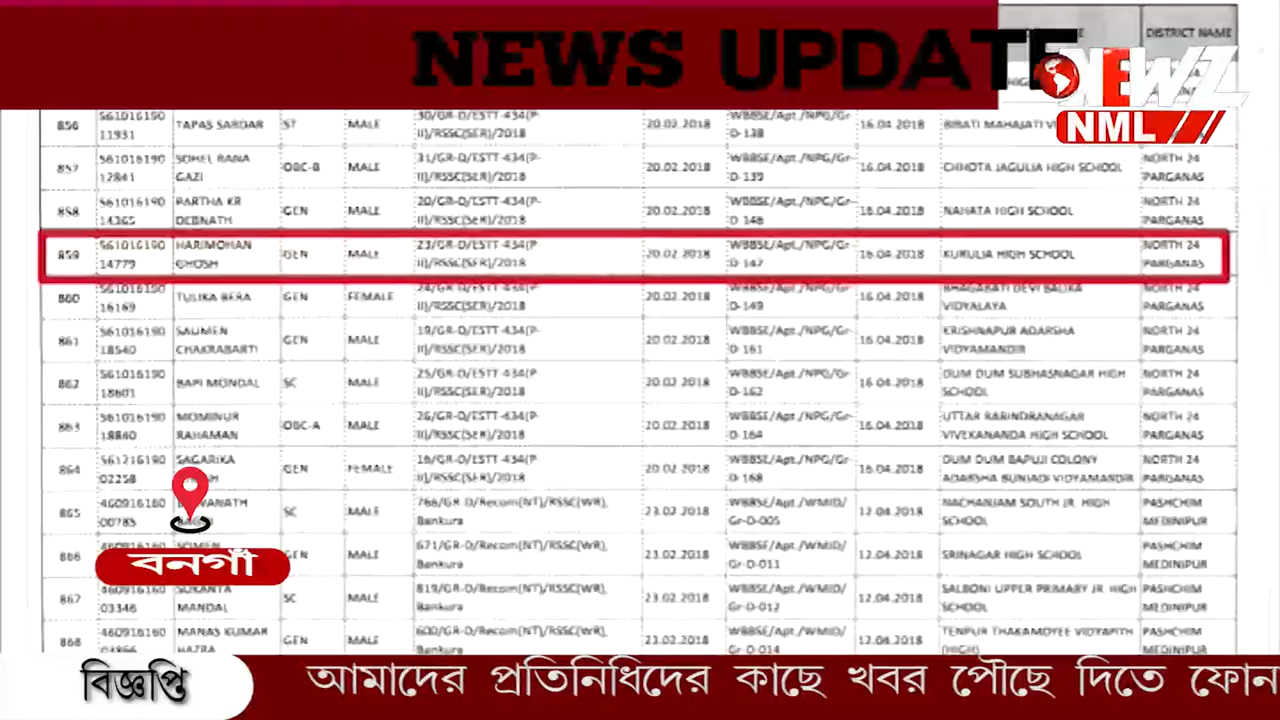 NEWS UPDATE
DISTRICT NAME
NEWZ
NML
856 561016190 11931 TAPAS SARDAR ST MALE 30/GR-D/ESTT-434(P-II)/RSSC(SER)/2018 20.02.2018 WBBSE/Apt./NPG/Gr-D-138 16.04.2018
857 561016190 12841 SOHEL RANA GAZI OBC-B MALE 31/GR-D/ESTT-434(P-II)/RSSC(SER)/2018 20.02.2018 WBBSE/Apt./NPG/Gr-D-139 16.04.2018 CHHOTA JAGULIA HIGH SCHOOL NORTH 24 PARGANAS
858 561016190 14365 PARTHA KR DEBNATH GEN MALE 20/GR-D/ESTT-434(P-II)/RSSC(SER)/2018 20.02.2018 WBBSE/Apt./NPG/Gr-D-146 16.04.2018 NAHATA HIGH SCHOOL NORTH 24 PARGANAS
859 561016190 14779 HARIMOHAN GHOSH GEN MALE 23/GR-D/ESTT-434(P-II)/RSSC(SER)/2018 20.02.2018 WBBSE/Apt./NPG/Gr-D-147 16.04.2018 KURULIA HIGH SCHOOL NORTH 24 PARGANAS
860 561016190 16169 TULIKA BERA GEN FEMALE 24/GR-D/ESTT-434(P-II)/RSSC(SER)/2018 20.02.2018 WBBSE/Apt./NPG/Gr-D-149 16.04.2018 BHAGABATI DEVI BALIKA VIDYALAYA NORTH 24 PARGANAS
861 561016190 18540 SAUMEN CHAKRABARTI GEN MALE 19/GR-D/ESTT-434(P-II)/RSSC(SER)/2018 20.02.2018 WBBSE/Apt./NPG/Gr-D-161 16.04.2018 KRISHNAPUR ADARSHA VIDYAMANDIR NORTH 24 PARGANAS
862 561016190 18601 BAPI MONDAL SC MALE 25/GR-D/ESTT-434(P-II)/RSSC(SER)/2018 20.02.2018 WBBSE/Apt./NPG/Gr-D-162 16.04.2018 DUM DUM SUBHASNAGAR HIGH SCHOOL NORTH 24 PARGANAS
863 561016190 18840 MOMINUR RAHAMAN OBC-A MALE 26/GR-D/ESTT-434(P-II)/RSSC(SER)/2018 20.02.2018 WBBSE/Apt./NPG/Gr-D-164 16.04.2018 UTTAR RABINDRANAGAR VIVEKANANDA HIGH SCHOOL NORTH 24 PARGANAS
864 561216190 02258 SAGARIKA GEN FEMALE 16/GR-D/ESTT-434(P-II)/RSSC(SER)/2018 20.02.2018 WBBSE/Apt./NPG/Gr-D-168 16.04.2018 DUM DUM BAPUJI COLONY ADARSHA BUNIADI VIDYAMANDIR NORTH 24 PARGANAS
865 460916160 00785 SC MALE 766/GR-D/Recom(NT)/RSSC(WR), Bankura 23.02.2018 WBBSE/Apt./WMID/Gr-D-005 12.04.2018 NACHANJAM SOUTH JR. HIGH SCHOOL PASHCHIM MEDINIPUR
866 GEN MALE 671/GR-D/Recom(NT)/RSSC(WR), Bankura 23.02.2018 WBBSE/Apt./WMID/Gr-D-011 12.04.2018 SRINAGAR HIGH SCHOOL PASHCHIM MEDINIPUR
867 03346 SUKANTA MANDAL SC MALE 819/GR-D/Recom(NT)/RSSC(WR), Bankura 23.02.2018 WBBSE/Apt./WMID/Gr-D-012 12.04.2018 SALBONI UPPER PRIMARY JR. HIGH SCHOOL PASHCHIM MEDINIPUR
868 460916160 MANAS KUMAR HAZRA GEN MALE 600/GR-D/Recom(NT)/RSSC(WR), Bankura 23.02.2018 WBBSE/Apt./WMID/Gr-D-014 12.04.2018 TENPUR THAKAMOYEE VIDYAPITH (HIGH) PASHCHIM MEDINIPUR
বনগাঁ
বিজ্ঞপ্তি
আমাদের প্রতিনিধিদের কাছে খবর পৌছে দিতে ফোন